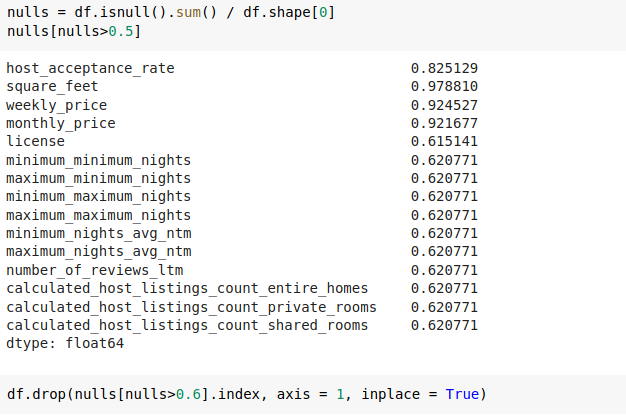 nulls = df.isnull().sum() / df.shape[0]
nulls[nulls>0.5]
host_acceptance_rate 0.825129
square_feet 0.978810
weekly_price 0.924527
monthly_price 0.921677
license 0.615141
minimum_minimum_nights 0.620771
maximum_minimum_nights 0.620771
minimum_maximum_nights 0.620771
maximum_maximum_nights 0.620771
minimum_nights_avg_ntm 0.620771
maximum_nights_avg_ntm 0.620771
number_of_reviews_ltm 0.620771
calculated_host_listings_count_entire_homes 0.620771
calculated_host_listings_count_private_rooms 0.620771
calculated_host_listings_count_shared_rooms 0.620771
dtype: float64
df.drop(nulls[nulls>0.6].index, axis = 1, inplace = True)